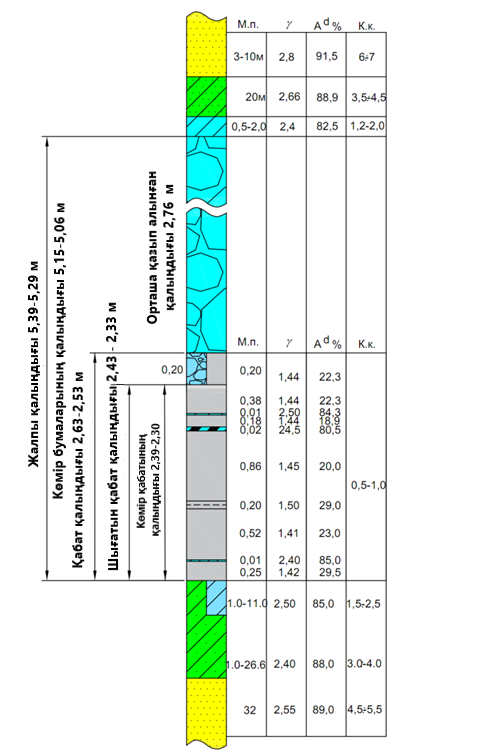 М.п. γ A d % К.к.
3-10м 2,8 91,5 6÷7
20м 2,66 88,9 3,5÷4,5
0,5-2,0 2,4 82,5 1,2-2,0
Жалпы қалыңдығы 5,39-5,29 м
Көмір бумаларының қалыңдығы 5,15-5,06 м
Қабат қалыңдығы 2,63-2,53 м
Шығатын қабат қалыңдығы 2,43 - 2,33 м
Көмір қабатының
қалыңдығы 2,39-2,30
Орташа қазып алынған
қалыңдығы 2,76 м
М.п. γ A d % К.к.
0,20 0,20 1,44 22,3
0,38 1,44 22,3
0,01 2,50 84,3
0,18 1,44 18,9
0,02 24,5 80,5
0,86 1,45 20,0
0,5-1,0
0,20 1,50 29,0
0,52 1,41 23,0
0,01 2,40 85,0
0,25 1,42 29,5
1.0-11.0 2,50 85,0 1,5-2,5
1.0-26.6 2,40 88,0 3.0-4.0
32 2,55 89,0 4,5÷5,5